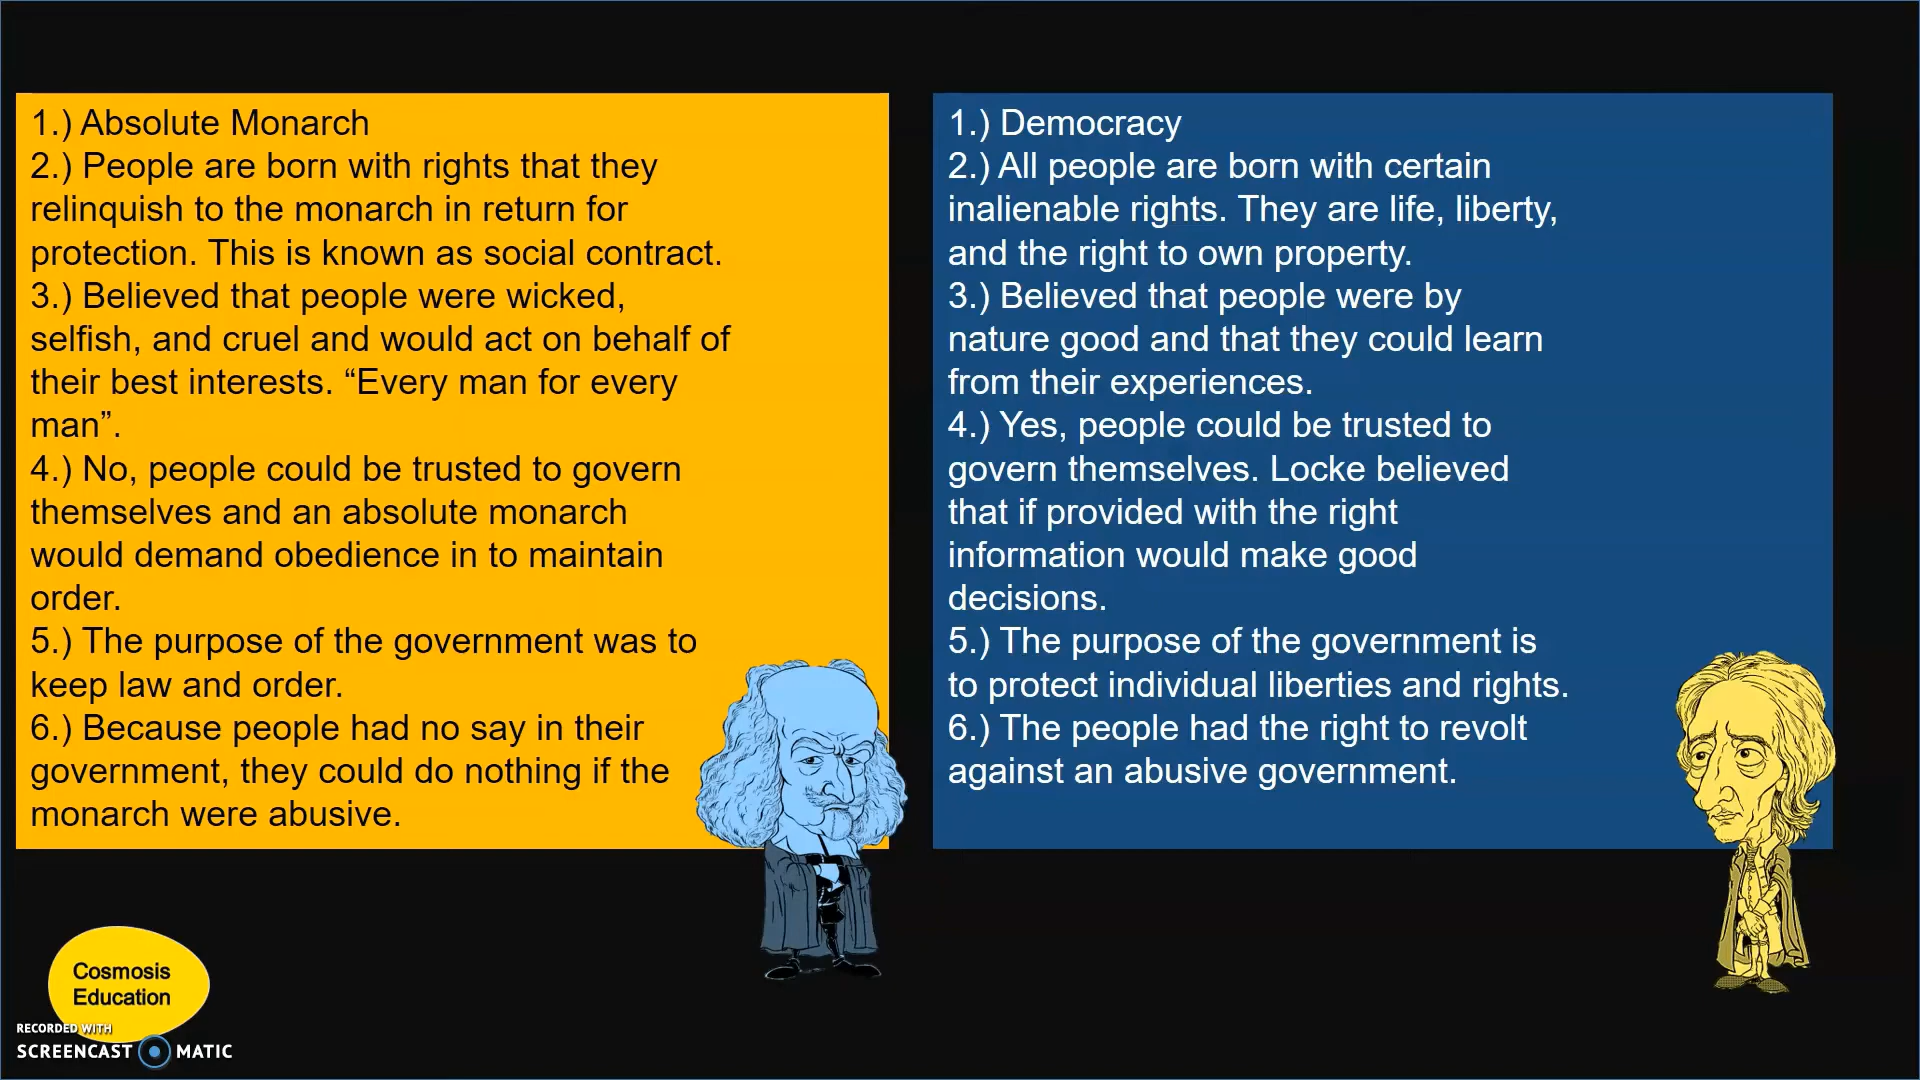 1.) Absolute Monarch
2.) People are born with rights that they
relinquish to the monarch in return for
protection. This is known as social contract.
3.) Believed that people were wicked,
selfish, and cruel and would act on behalf of
their best interests. “Every man for every
man”.
4.) No, people could be trusted to govern
themselves and an absolute monarch
would demand obedience in to maintain
order.
5.) The purpose of the government was to
keep law and order.
6.) Because people had no say in their
government, they could do nothing if the
monarch were abusive.
1.) Democracy
2.) All people are born with certain
inalienable rights. They are life, liberty,
and the right to own property.
3.) Believed that people were by
nature good and that they could learn
from their experiences.
4.) Yes, people could be trusted to
govern themselves. Locke believed
that if provided with the right
information would make good
decisions.
5.) The purpose of the government is
to protect individual liberties and rights.
6.) The people had the right to revolt
against an abusive government.
Cosmosis
Education
RECORDED WITH
SCREENCAST MATIC